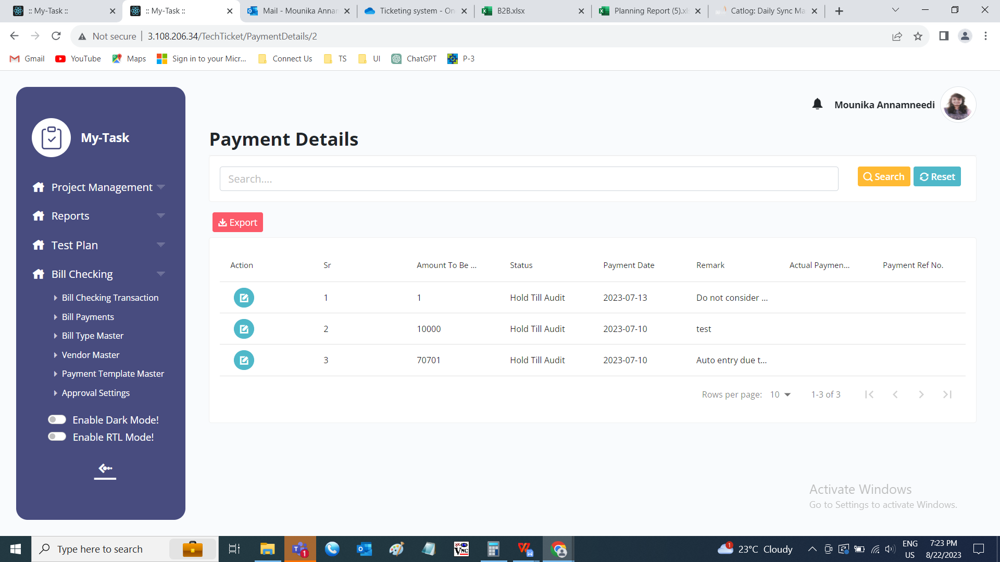 :: My-Task ::
:: My-Task ::
Mail - Mounika Annan
Ticketing system - On
B2B.xlsx
Planning Report (5).xl
Catlog: Daily Sync Ma
Not secure
3.108.206.34/TechTicket/PaymentDetails/2
Gmail
YouTube
Maps
Sign in to your Micr...
Connect Us
TS
UI
ChatGPT
P-3
My-Task
Project Management
Reports
Test Plan
Bill Checking
Bill Checking Transaction
Bill Payments
Bill Type Master
Vendor Master
Payment Template Master
Approval Settings
Enable Dark Mode!
Enable RTL Mode!
Mounika Annamneedi
Payment Details
Search....
Search
Reset
Export
Action Sr Amount To Be ... Status Payment Date Remark Actual Paymen... Payment Ref No.
1 1 Hold Till Audit 2023-07-13 Do not consider ...
2 10000 Hold Till Audit 2023-07-10 test
3 70701 Hold Till Audit 2023-07-10 Auto entry due t...
Rows per page: 10 1-3 of 3
Activate Windows
Go to Settings to activate Windows.
Type here to search
1
VNC
1
23°C Cloudy
ENG
US
7:23 PM
8/22/2023